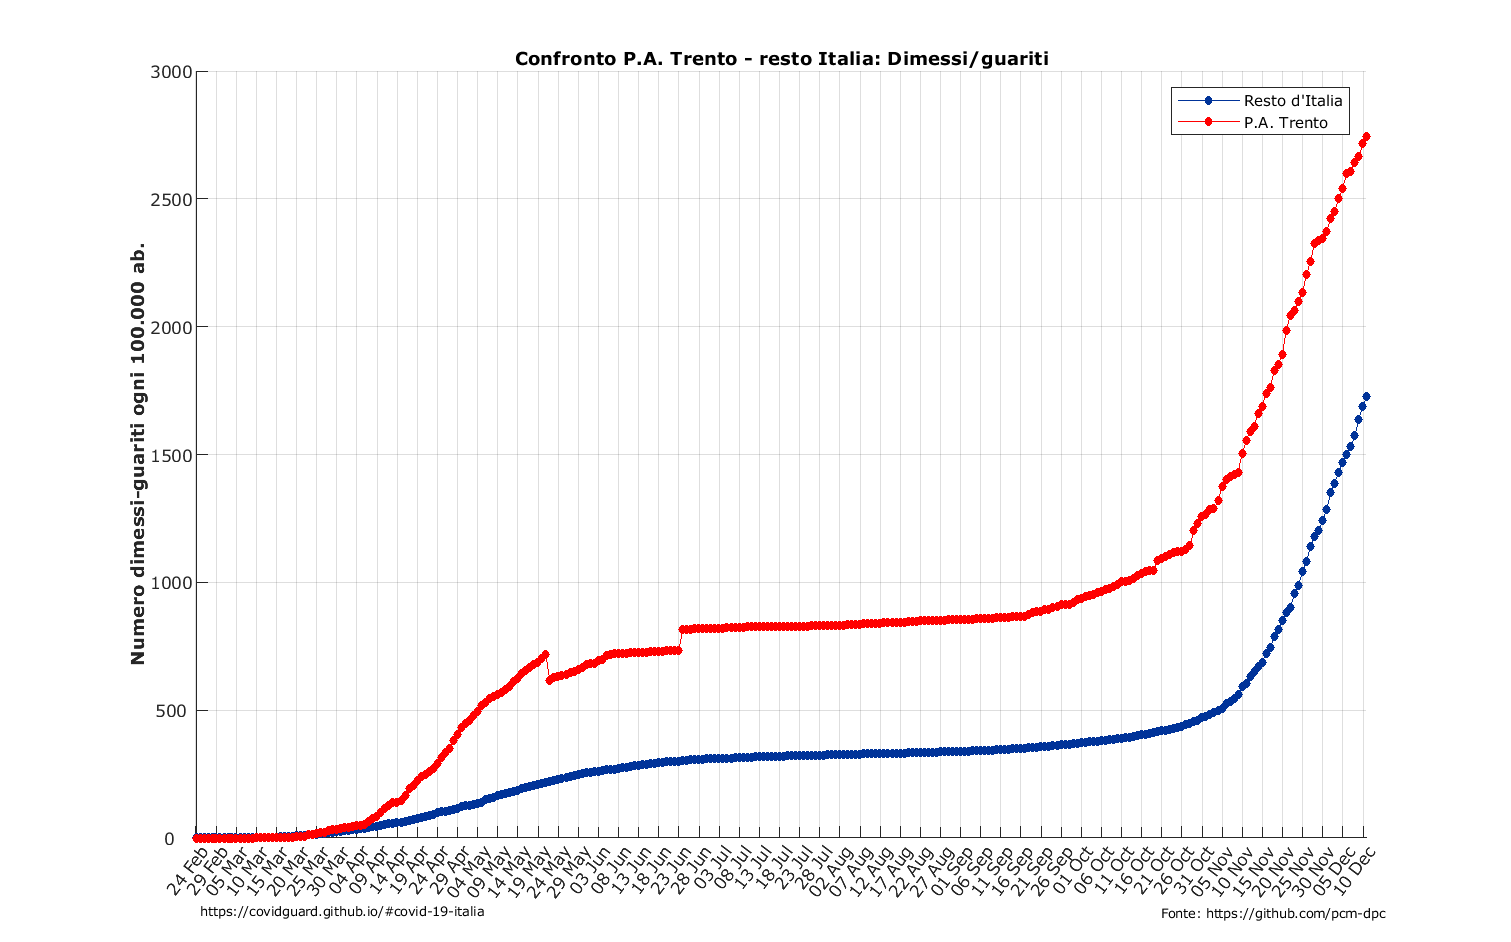 Confronto P.A. Trento - resto Italia: Dimessi/guariti
Resto d'Italia
P.A. Trento
Numero dimessi-guariti ogni 100.000 ab.
3000
2500
2000
1500
1000
500
0
24 Feb
29 Feb
05 Mar
10 Mar
15 Mar
20 Mar
25 Mar
30 Mar
04 Apr
09 Apr
14 Apr
19 Apr
24 Apr
29 Apr
04 May
09 May
14 May
19 May
24 May
29 May
03 Jun
08 Jun
13 Jun
18 Jun
23 Jun
28 Jun
03 Jul
08 Jul
13 Jul
18 Jul
23 Jul
28 Jul
02 Aug
07 Aug
12 Aug
17 Aug
22 Aug
27 Aug
01 Sep
06 Sep
11 Sep
16 Sep
21 Sep
26 Sep
01 Oct
06 Oct
11 Oct
16 Oct
21 Oct
26 Oct
31 Oct
05 Nov
10 Nov
15 Nov
20 Nov
25 Nov
30 Nov
05 Dec
10 Dec
https://covidguard.github.io/#covid-19-italia
Fonte: https://github.com/pcm-dpc